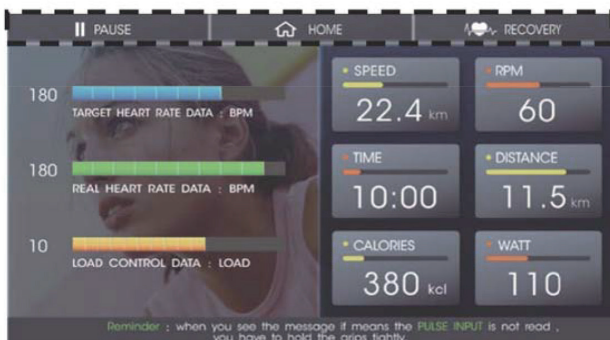 PAUSE
HOME
RECOVERY
180
TARGET HEART RATE DATA : BPM
180
REAL HEART RATE DATA : BPM
10
LOAD CONTROL DATA : LOAD
SPEED
22.4 km
RPM
60
TIME
10:00
DISTANCE
11.5 km
CALORIES
380 kcl
WATT
110
Reminder : when you see the message it means the PULSE INPUT is not read ,
you have to hold the grips tightly